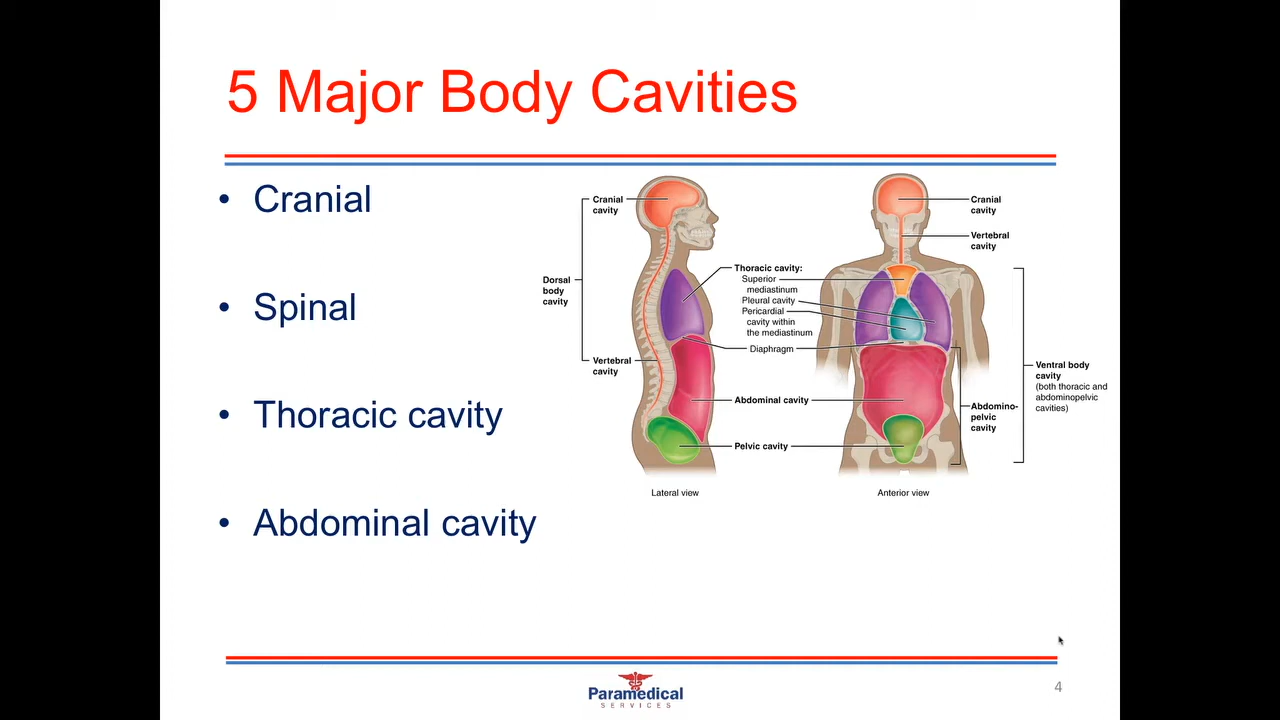 5 Major Body Cavities
• Cranial
• Spinal
• Thoracic cavity
• Abdominal cavity
Cranial
cavity
Dorsal
body
cavity
Vertebral
cavity
Thoracic cavity:
Superior
mediastinum
Pleural cavity
Pericardial
cavity within
the mediastinum
Diaphragm
Abdominal cavity
Pelvic cavity
Cranial
cavity
Vertebral
cavity
Ventral body
cavity
(both thoracic and
abdominopelvic
cavities)
Abdomino-
pelvic
cavity
Lateral view
Anterior view
Paramedical
SERVICES
4